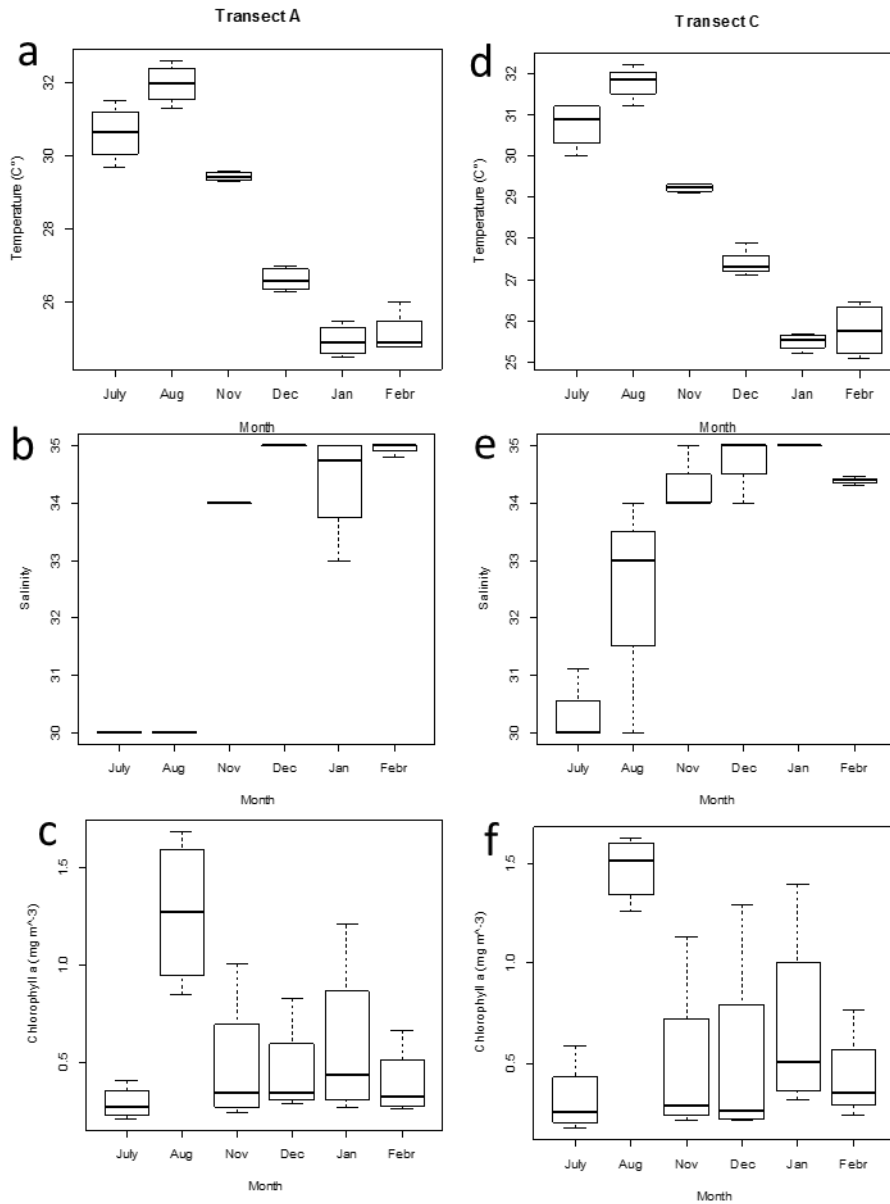 Transect A
Transect C
a
Temperature (C°)
32
30
28
26
July Aug Nov Dec Jan Febr
Month
d
Temperature (C°)
32
31
30
29
28
27
26
25
July Aug Nov Dec Jan Febr
Month
b
Salinity
35
34
33
32
31
30
July Aug Nov Dec Jan Febr
Month
e
Salinity
35
34
33
32
31
30
July Aug Nov Dec Jan Febr
Month
c
Chlorophyll a (mg m^-3)
1.5
1.0
0.5
July Aug Nov Dec Jan Febr
Month
f
Chlorophyll a (mg m^-3)
1.5
1.0
0.5
July Aug Nov Dec Jan Febr
Month